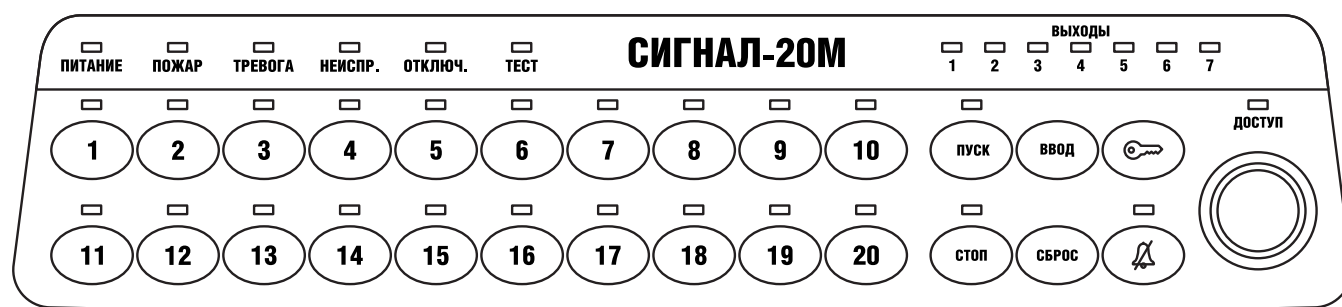 СИГНАЛ-20М
ПИТАНИЕ ПОЖАР ТРЕВОГА НЕИСПР. ОТКЛЮЧ. ТЕСТ
ВЫХОДЫ
1 2 3 4 5 6 7
ДОСТУП
1 2 3 4 5 6 7 8 9 10 ПУСК ВВОД
11 12 13 14 15 16 17 18 19 20 СТОП СБРОС